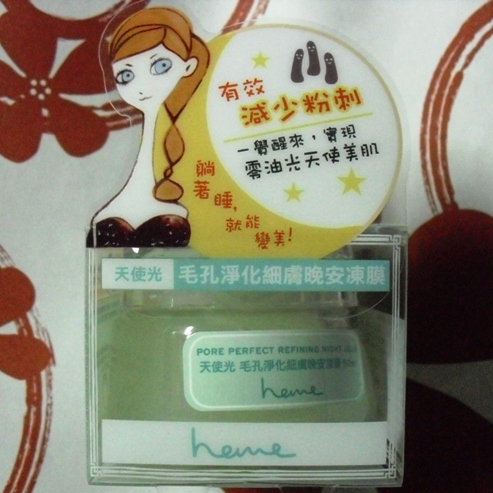 有效
減少粉刺
一覺醒來，實現
零油光天使美肌
躺著睡，
就能
變美！
天使光 毛孔淨化細膚晚安凍膜
PORE PERFECT REFINING NIGHT
天使光 毛孔淨化細膚晚安凍膜
heme
heme